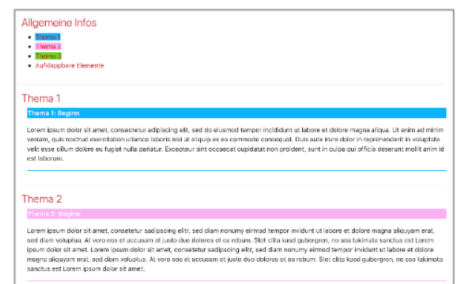 Allgemeine Infos
Thema 1
Thema 2
Thema 3
Aufklappbare Elemente
Thema 1
Thema 1: Beginn
Lorem ipsum dolor sit amet, consectetur adipiscing elit, sed do eiusmod tempor incididunt ut labore et dolore magna aliqua. Ut enim ad minim
veniam, quis nostrud exercitation ullamco laboris nisi ut aliquip ex ea commodo consequat. Duis aute irure dolor in reprehenderit in voluptate
velit esse cillum dolore eu fugiat nulla pariatur. Excepteur sint occaecat cupidatat non proident, sunt in culpa qui officia deserunt mollit anim id
est laborum.
Thema 2
Thema 2: Beginn
Lorem ipsum dolor sit amet, consetetur sadipscing elitr, sed diam nonumy eirmod tempor invidunt ut labore et dolore magna aliquyam erat,
sed diam voluptua. At vero eos et accusam et justo duo dolores et ea rebum. Stet clita kasd gubergren, no sea takimata sanctus est Lorem
ipsum dolor sit amet. Lorem ipsum dolor sit amet, consetetur sadipscing elitr, sed diam nonumy eirmod tempor invidunt ut labore et dolore
magna aliquyam erat, sed diam voluptua. At vero eos et accusam et justo duo dolores et ea rebum. Stet clita kasd gubergren, no sea takimata
sanctus est Lorem ipsum dolor sit amet.